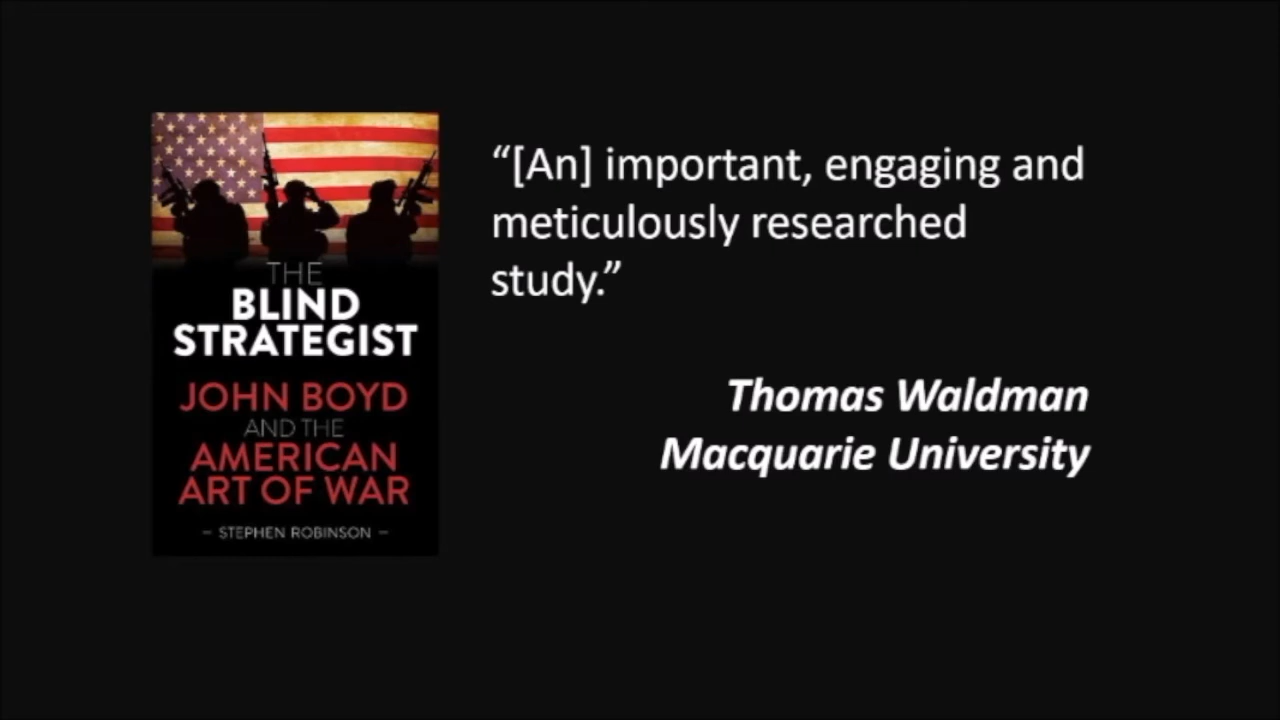 THE
BLIND
STRATEGIST
JOHN BOYD
AND THE
AMERICAN
ART OF WAR
– STEPHEN ROBINSON –
“[An] important, engaging and
meticulously researched
study.”
Thomas Waldman
Macquarie University